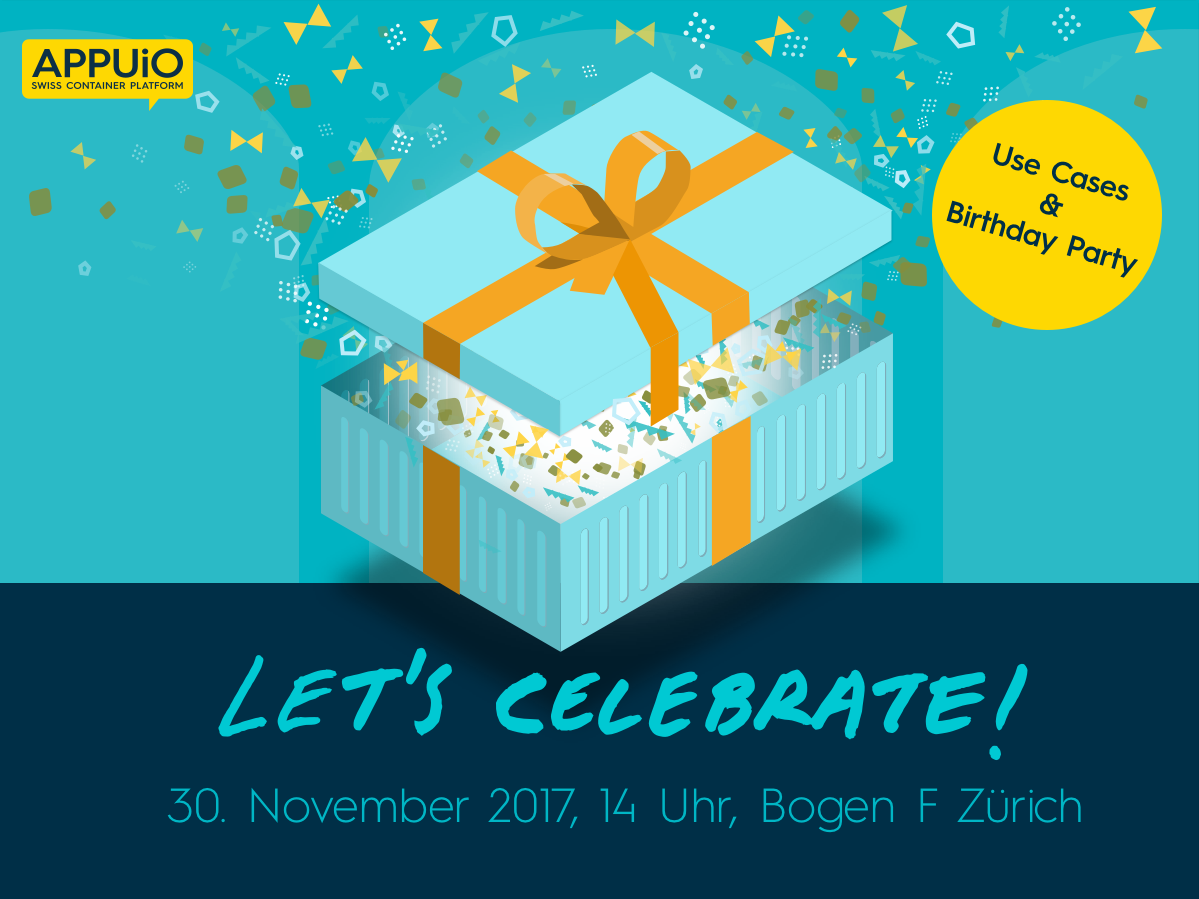 APPUiO
SWISS CONTAINER PLATFORM
Use Cases
&
Birthday Party
LET'S CELEBRATE!
30. November 2017, 14 Uhr, Bogen F Zürich